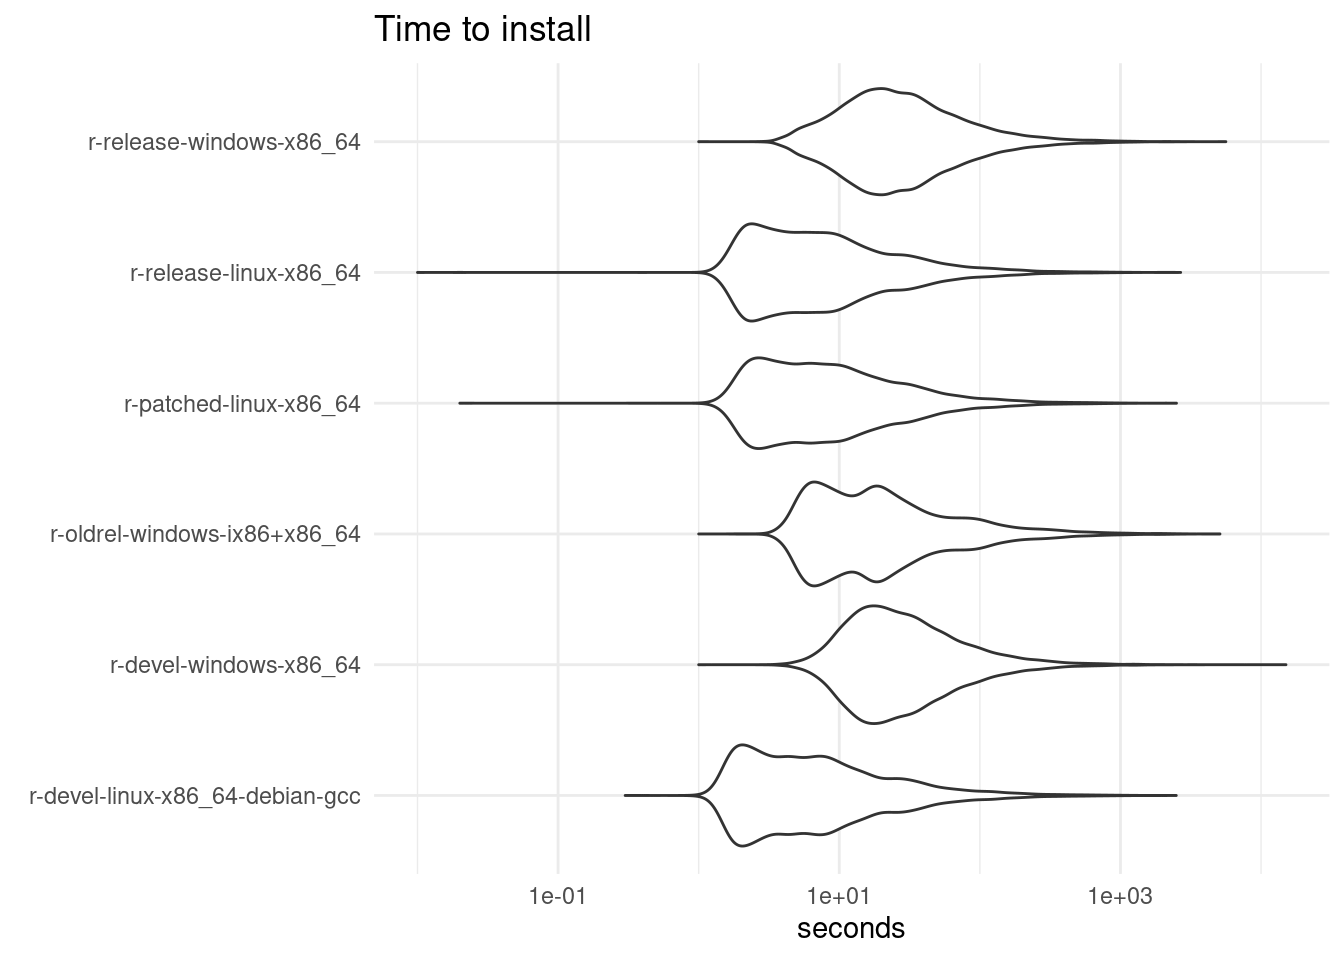 Time to install
r-release-windows-x86_64
r-release-linux-x86_64
r-patched-linux-x86_64
r-oldrel-windows-ix86+x86_64
r-devel-windows-x86_64
r-devel-linux-x86_64-debian-gcc
1e-01 1e+01 1e+03
seconds